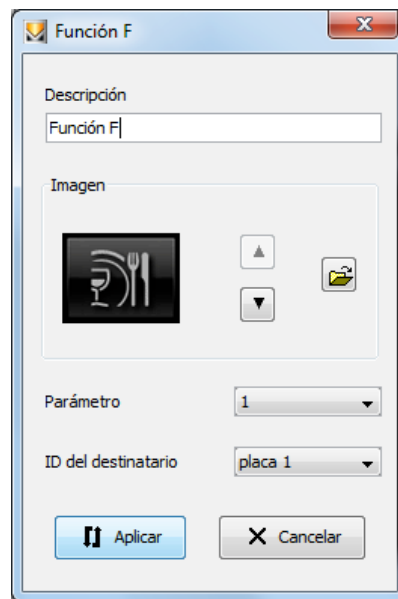 Función F
Descripción
Función F
Imagen
Parámetro 1
ID del destinatario placa 1
Aplicar Cancelar